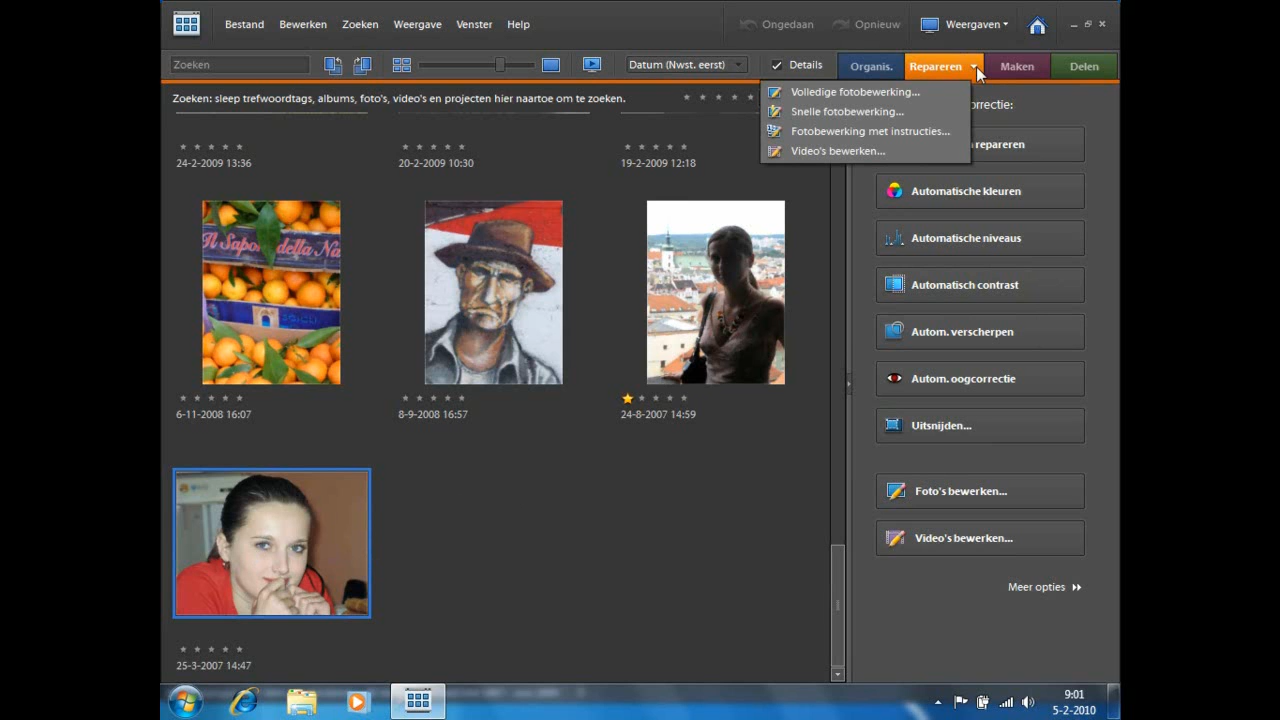 Bestand Bewerken Zoeken Weergave Venster Help Ongedaan Opnieuw Weergaven
Zoeken Datum (Nwst. eerst) Details Organis. Repareren Maken Delen
Zoeken: sleep trefwoordtags, albums, foto's, video's en projecten hier naartoe om te zoeken.
Volledige fotobewerking...
Snelle fotobewerking...
Fotobewerking met instructies...
Video's bewerken...
orrectie:
repareren
Automatische kleuren
Automatische niveaus
Automatisch contrast
Autom. verscherpen
Autom. oogcorrectie
Uitsnijden...
Foto's bewerken...
Video's bewerken...
Meer opties
24-2-2009 13:36
20-2-2009 10:30
19-2-2009 12:18
Il Sapore della Na
6-11-2008 16:07
8-9-2008 16:57
24-8-2007 14:59
25-3-2007 14:47
9:01
5-2-2010